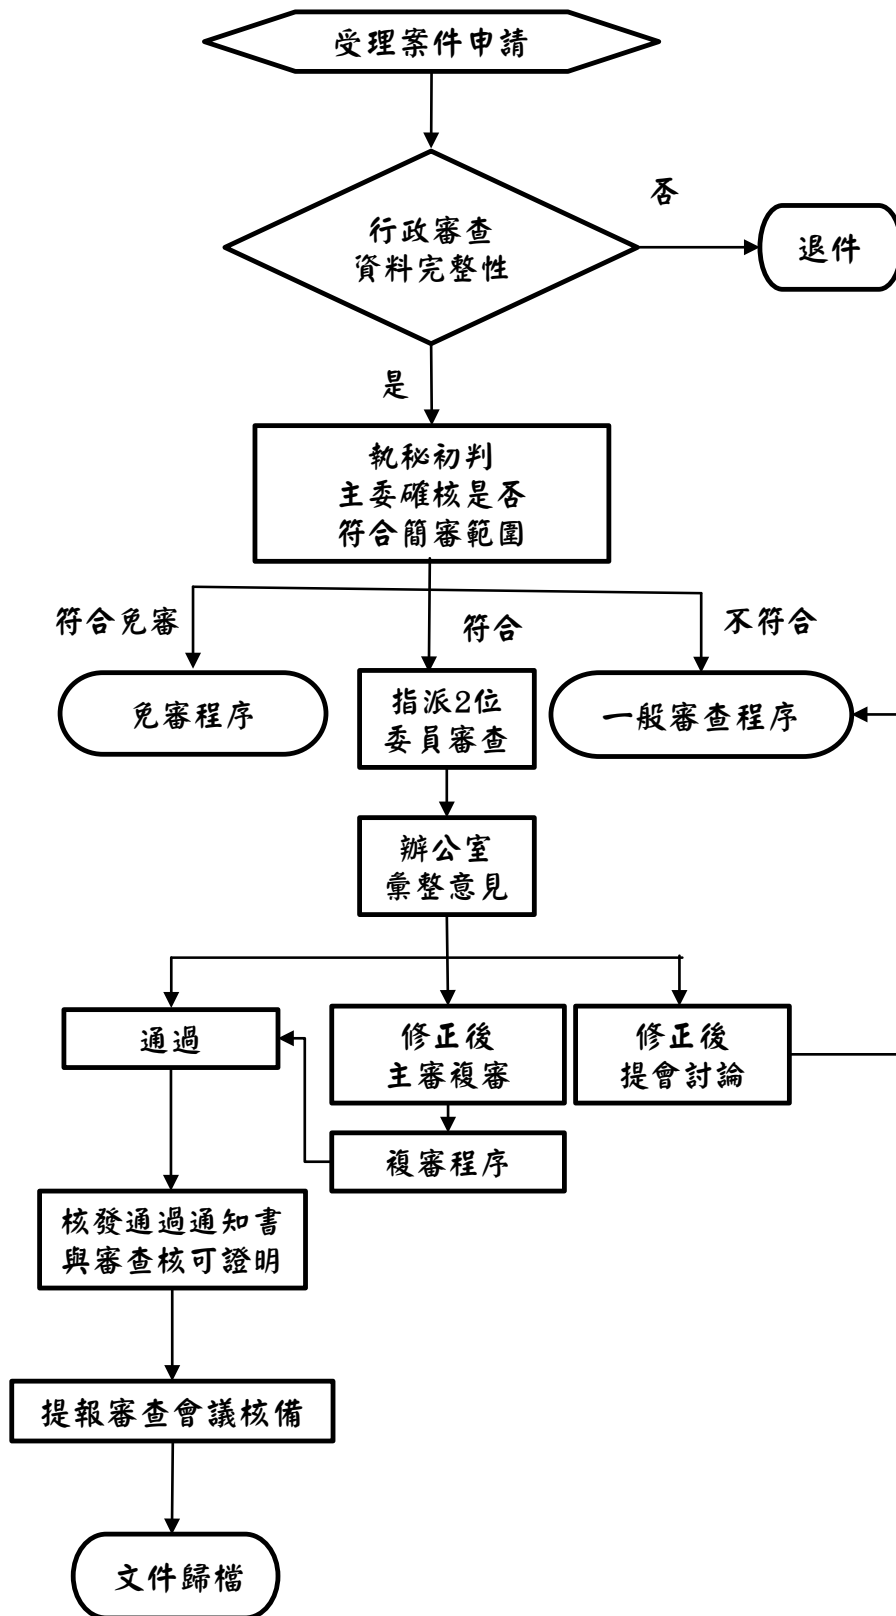 受理案件申請
行政審查
資料完整性
否
退件
是
執秘初判
主委確核是否
符合簡審範圍
符合免審
符合
不符合
免審程序
指派2位
委員審查
一般審查程序
辦公室
彙整意見
通過
修正後
主審複審
修正後
提會討論
複審程序
核發通過通知書
與審查核可證明
提報審查會議核備
文件歸檔